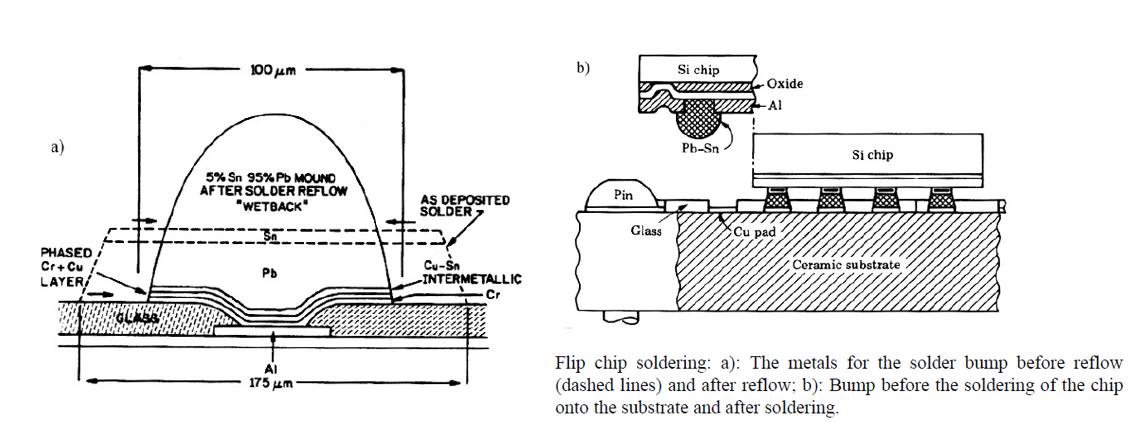 a)
100 μm
5% Sn 95% Pb MOUND
AFTER SOLDER REFLOW
"WETBACK"
AS DEPOSITED
SOLDER
Sn
PHASED
Cr + Cu
LAYER
Pb
Cu-Sn
INTERMETALLIC
Cr
GLASS
Al
175 μm
b)
Si chip
Oxide
Al
Pb-Sn
Si chip
Pin
Glass
Cu pad
Ceramic substrate
Flip chip soldering: a): The metals for the solder bump before reflow
(dashed lines) and after reflow; b): Bump before the soldering of the chip
onto the substrate and after soldering.